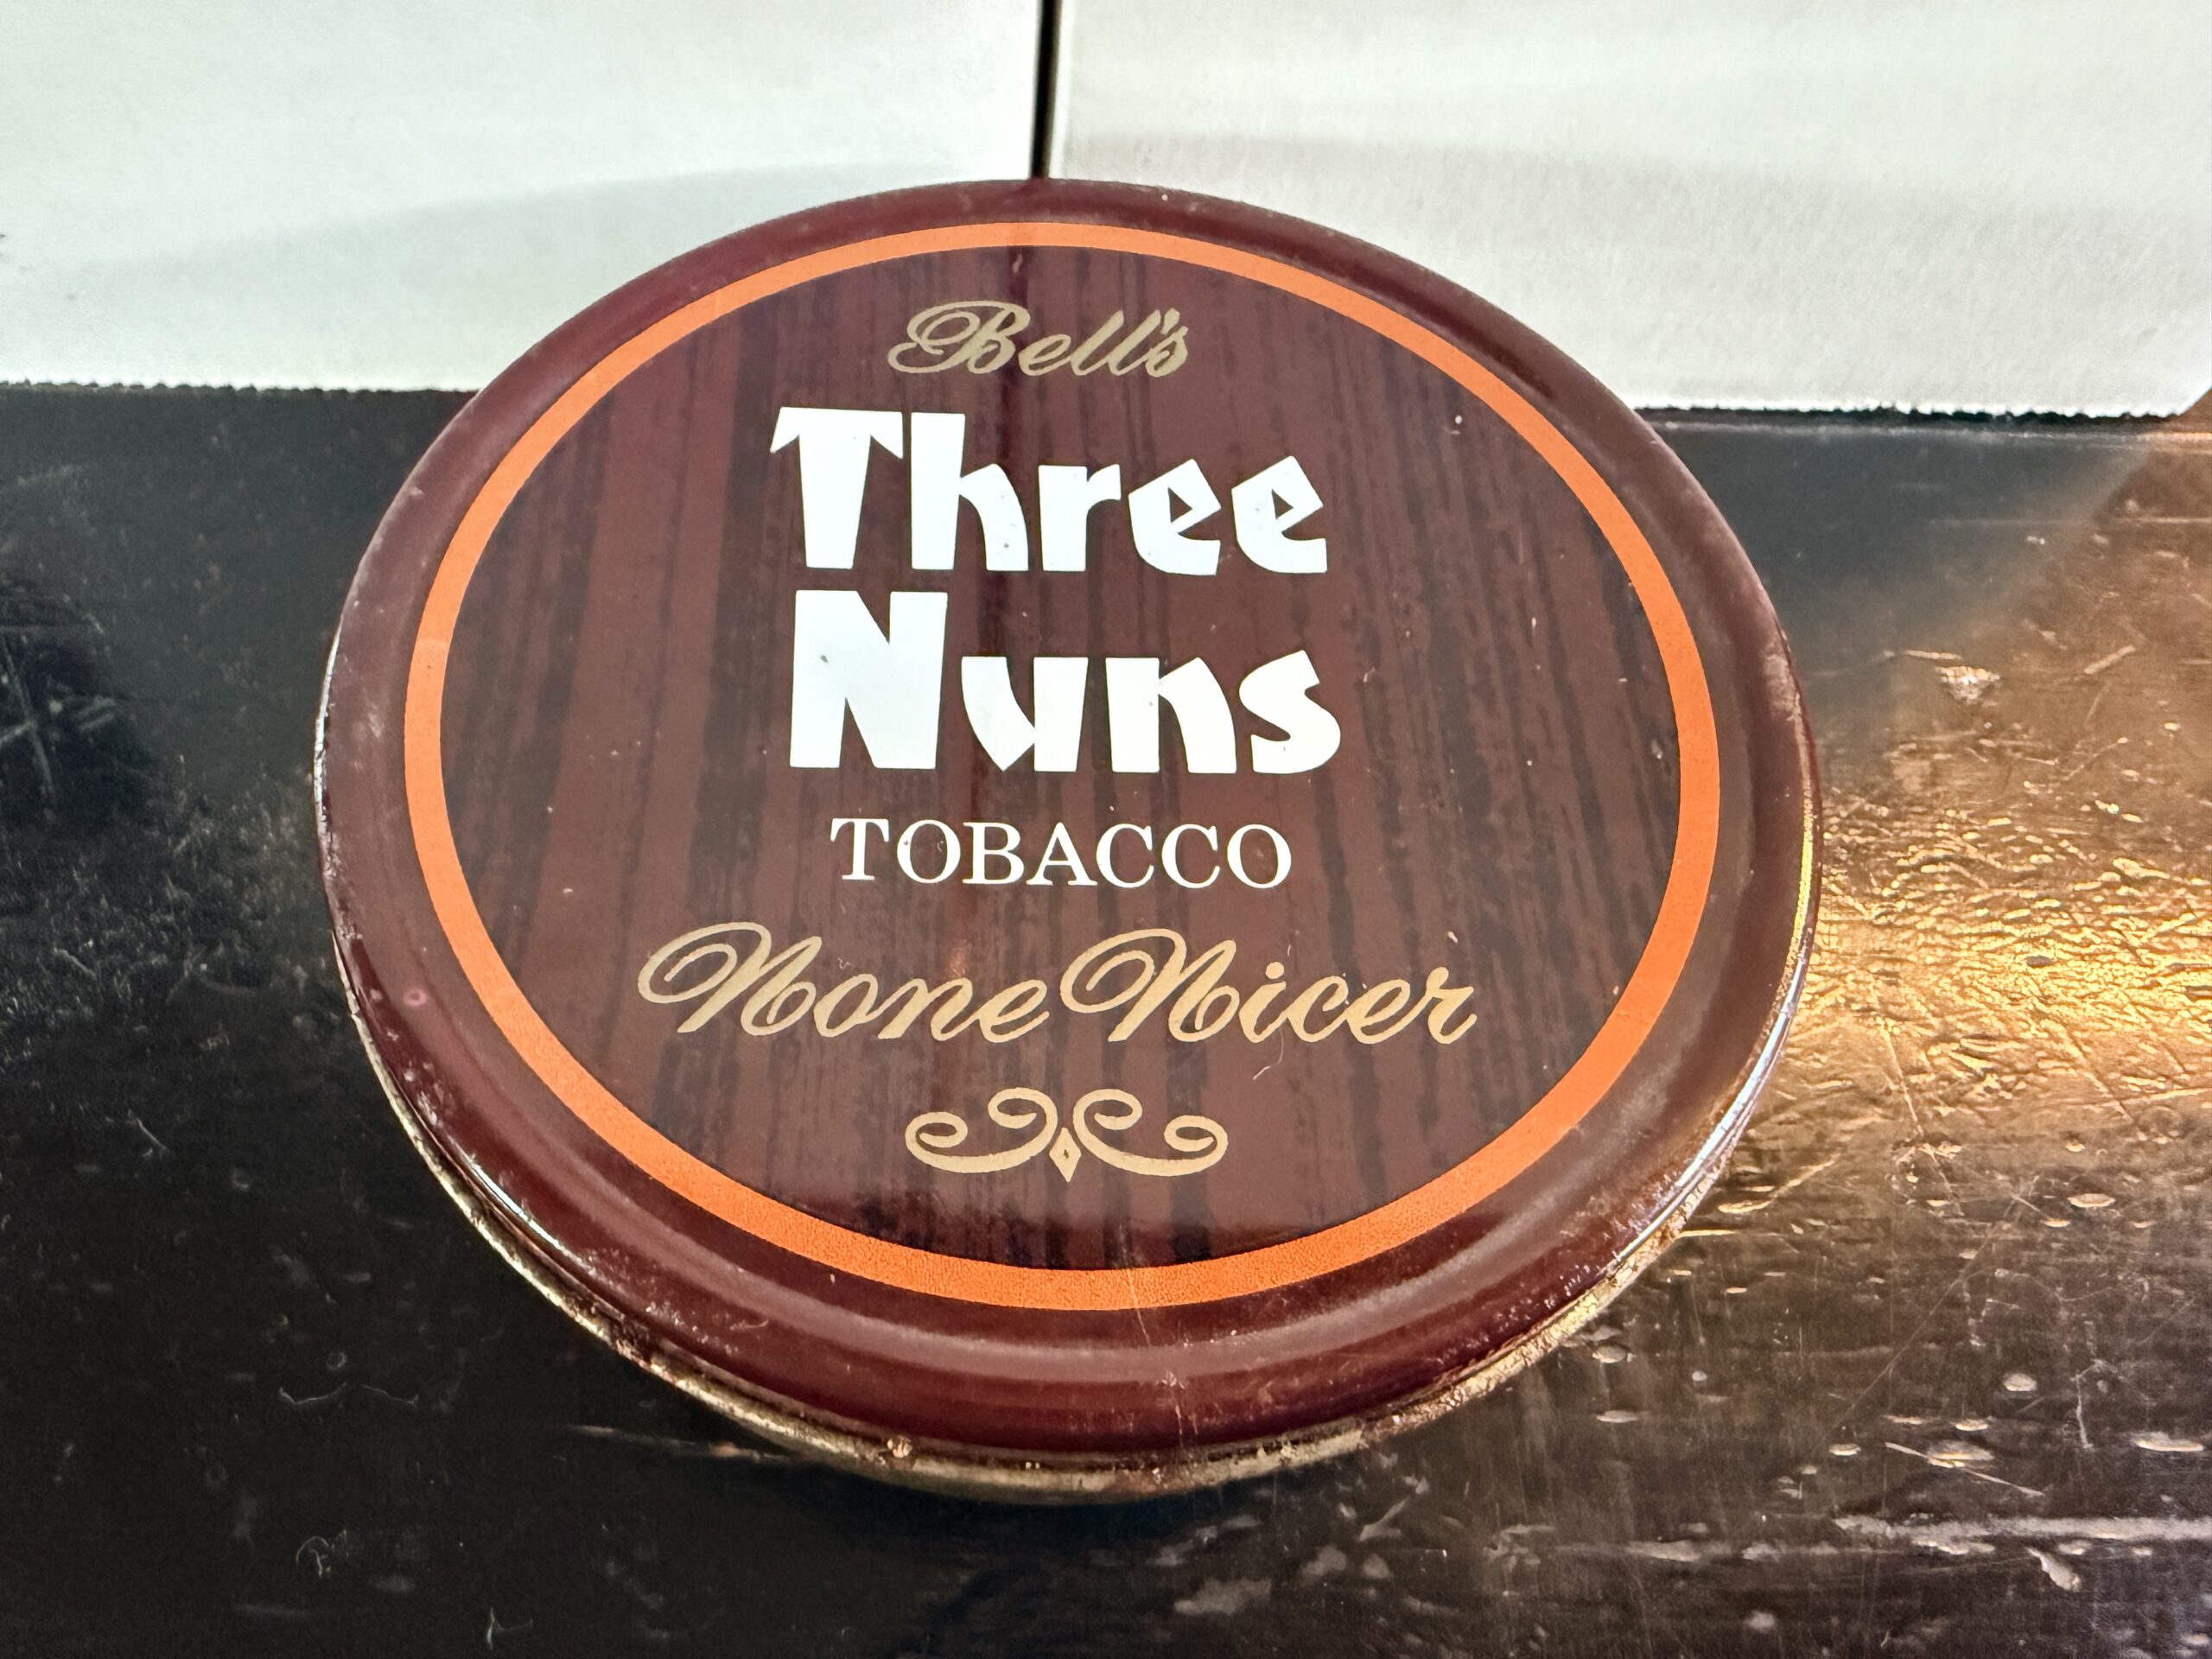 Bell's
Three
Nuns
TOBACCO
None Nicer